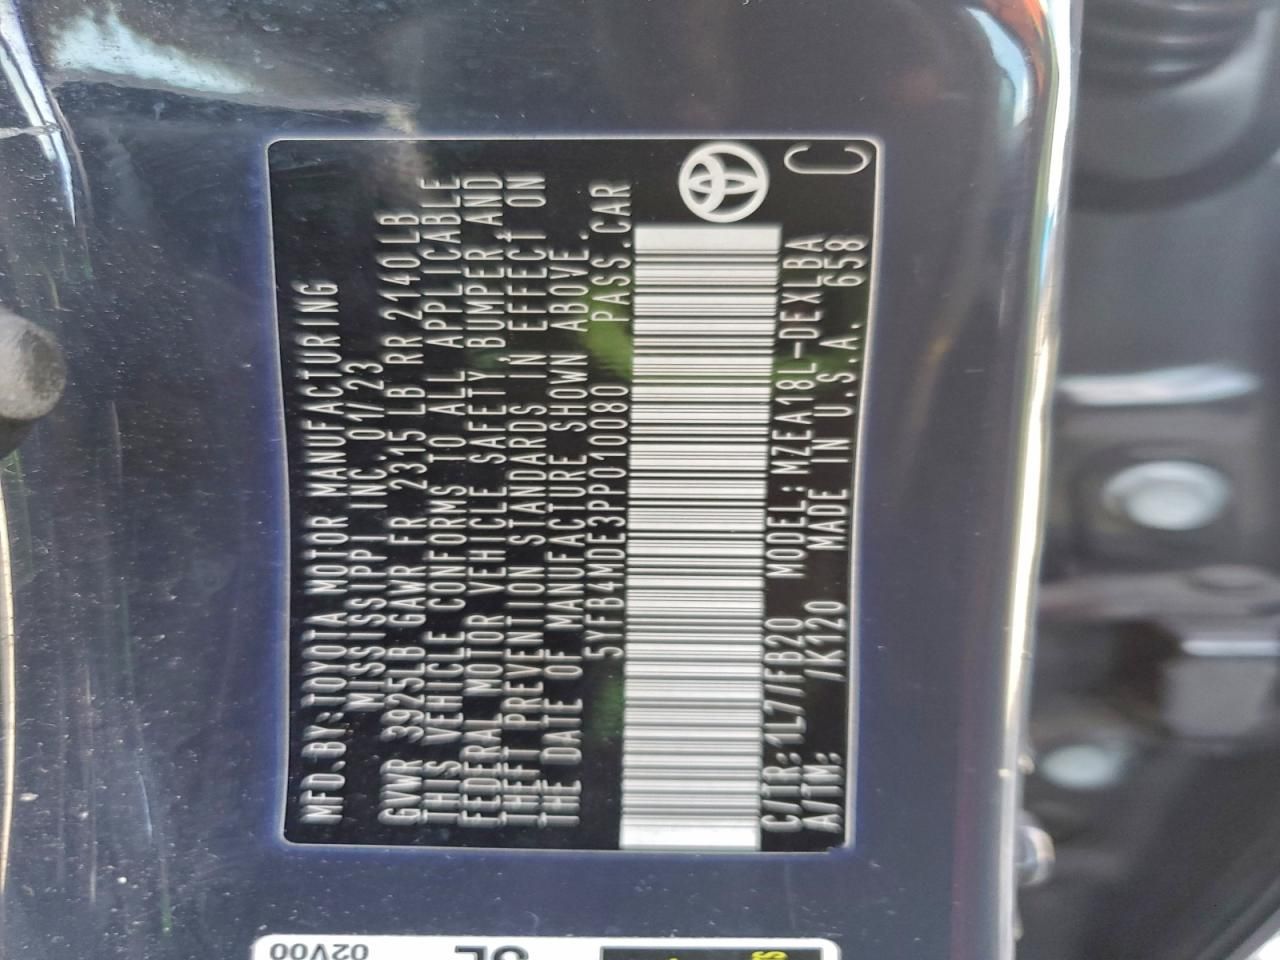 MFD.BY:TOYOTA MOTOR MANUFACTURING
MISSISSIPPI INC. 01/23
GVWR 3925LB GAWR FR 2315 LB RR 2140LB
THIS VEHICLE CONFORMS TO ALL APPLICABLE
FEDERAL MOTOR VEHICLE SAFETY, BUMPER, AND
THEFT PREVENTION STANDARDS IN EFFECT ON
THE DATE OF MANUFACTURE SHOWN ABOVE.
5YFB4MDE3PP010080 PASS.CAR
C/TR:1L7/FB20 MODEL:MZEA18L-DEXLBA
A/TM: /K120 MADE IN U.S.A. 658
C
02V00